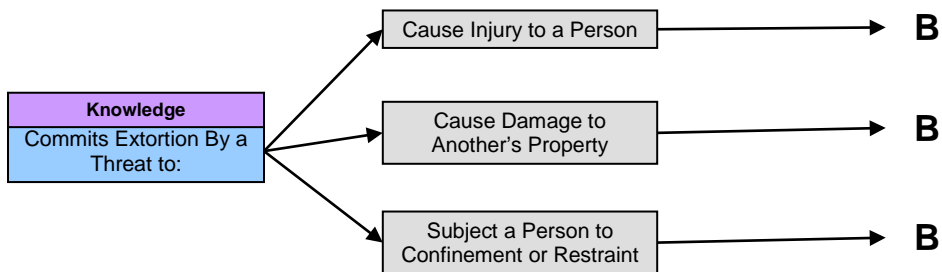 Cause Injury to a Person
B
Knowledge
Commits Extortion By a
Threat to:
Cause Damage to
Another's Property
B
Subject a Person to
Confinement or Restraint
B